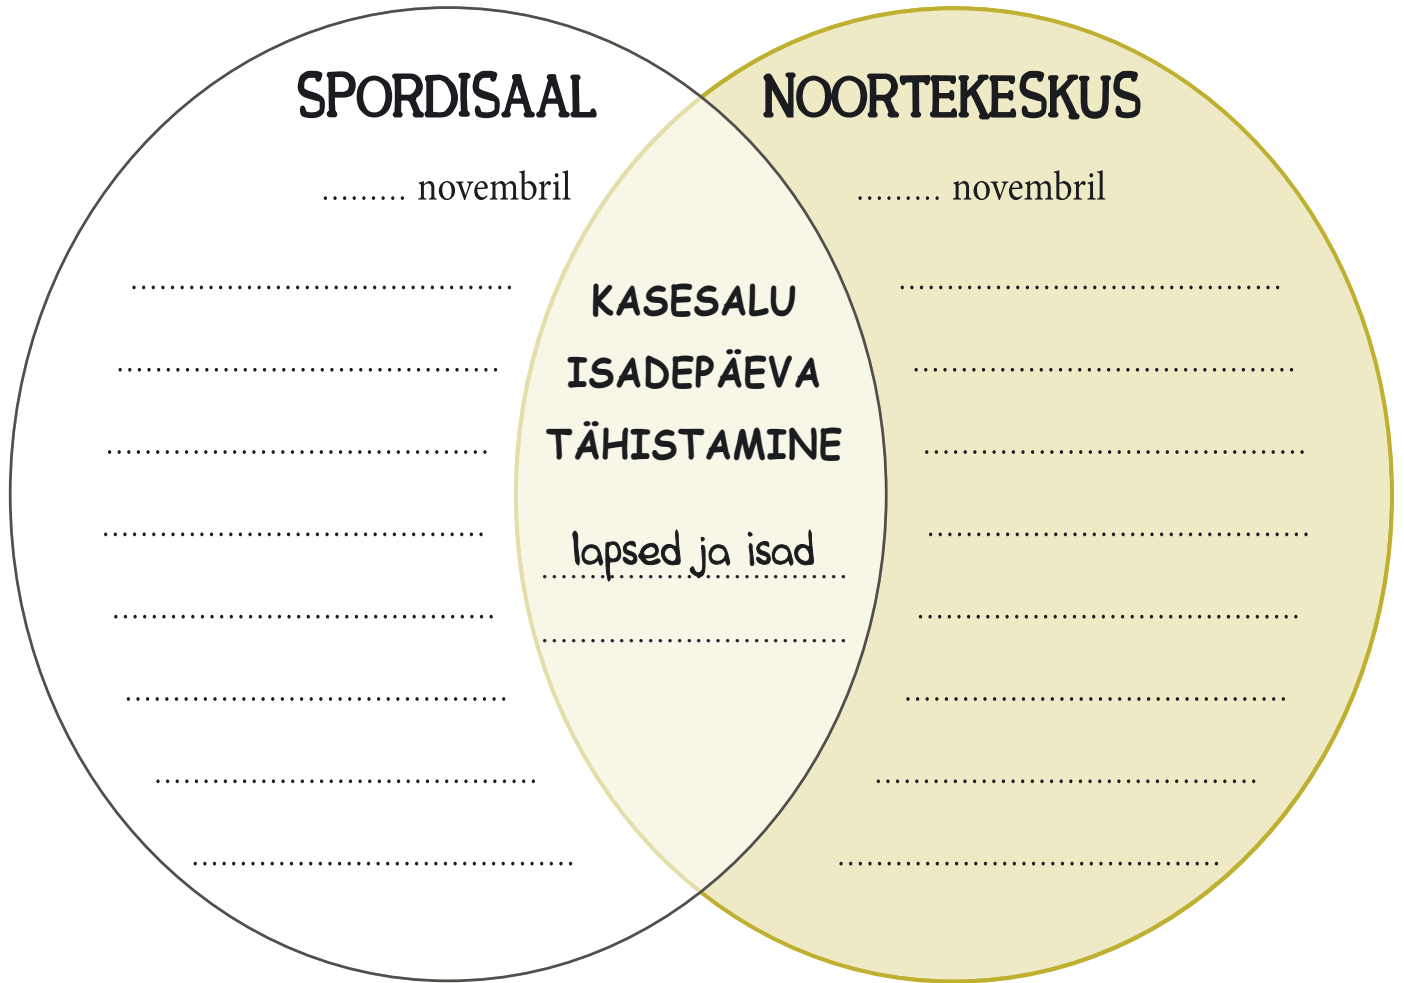 SPORDISAAL
......... novembril
NOORTEKESKUS
......... novembril
KASESALU
ISADEPÄEVA
TÄHISTAMINE
lapsed ja isad